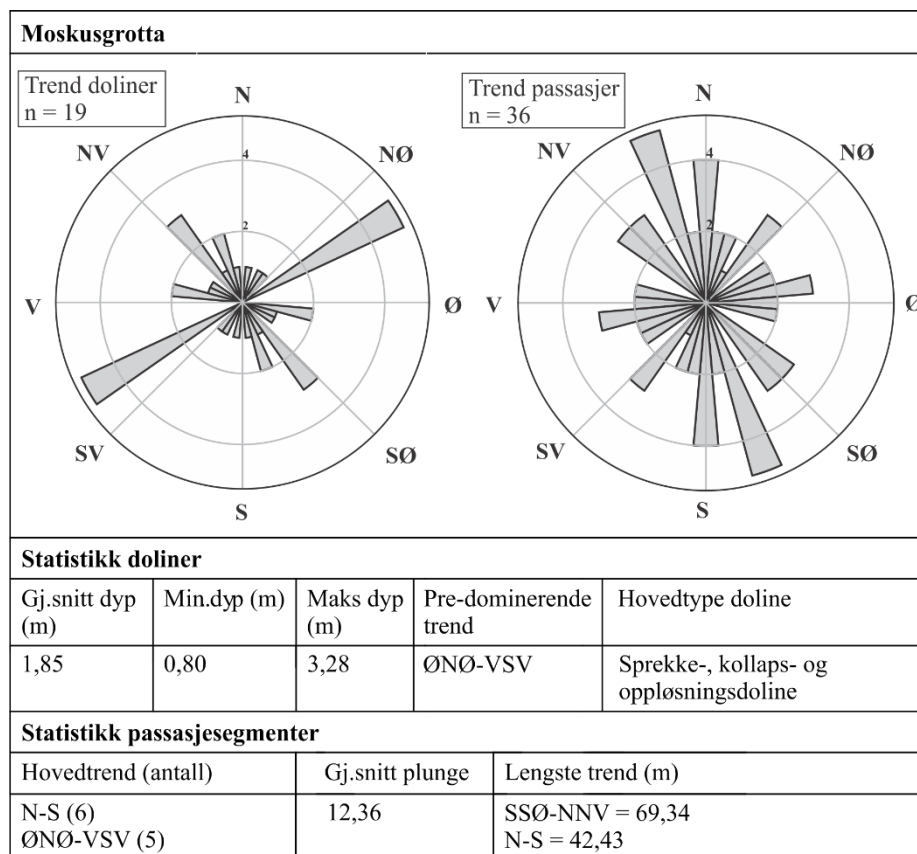 Moskusgrotta
Trend doliner
n = 19
N
NØ
Ø
SØ
S
SV
V
NV
4
2
Trend passasjer
n = 36
N
NØ
Ø
SØ
S
SV
V
NV
4
2
Statistikk doliner
Gj.snitt dyp (m)
Min.dyp (m)
Maks dyp (m)
Pre-dominerende trend
Hovedtype doline
1,85
0,80
3,28
ØNØ-VSV
Sprekke-, kollaps- og
oppløsningsdoline
Statistikk passasjesegmenter
Hovedtrend (antall)
Gj.snitt plunge
Lengste trend (m)
N-S (6)
ØNØ-VSV (5)
12,36
SSØ-NNV = 69,34
N-S = 42,43